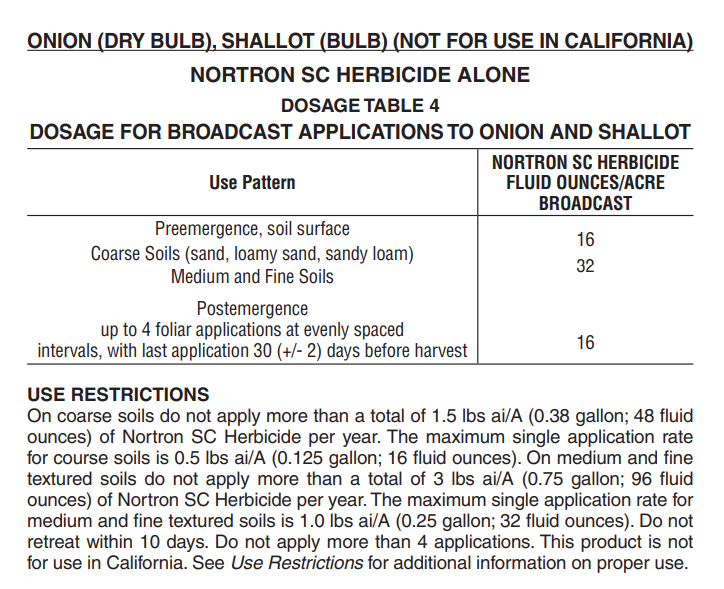 ONION (DRY BULB), SHALLOT (BULB) (NOT FOR USE IN CALIFORNIA)
NORTRON SC HERBICIDE ALONE
DOSAGE TABLE 4
DOSAGE FOR BROADCAST APPLICATIONS TO ONION AND SHALLOT
Use Pattern
NORTRON SC HERBICIDE
FLUID OUNCES/ACRE
BROADCAST
Preemergence, soil surface
Coarse Soils (sand, loamy sand, sandy loam)
Medium and Fine Soils
16
32
Postemergence
up to 4 foliar applications at evenly spaced
intervals, with last application 30 (+/- 2) days before harvest
16
USE RESTRICTIONS
On coarse soils do not apply more than a total of 1.5 lbs ai/A (0.38 gallon; 48 fluid
ounces) of Nortron SC Herbicide per year. The maximum single application rate
for course soils is 0.5 lbs ai/A (0.125 gallon; 16 fluid ounces). On medium and fine
textured soils do not apply more than a total of 3 lbs ai/A (0.75 gallon; 96 fluid
ounces) of Nortron SC Herbicide per year. The maximum single application rate for
medium and fine textured soils is 1.0 lbs ai/A (0.25 gallon; 32 fluid ounces). Do not
retreat within 10 days. Do not apply more than 4 applications. This product is not
for use in California. See Use Restrictions for additional information on proper use.